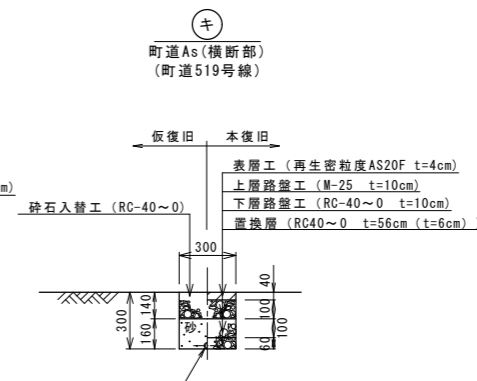 キ
町道As(横断部)
(町道519号線)
仮復旧 本復旧
表層工 (再生密粒度AS20F t=4cm)
上層路盤工 (M-25 t=10cm)
下層路盤工 (RC-40~0 t=10cm)
置換層 (RC40~0 t=56cm (t=6cm)
m)
砕石入替工 (RC-40~0)
300
40
100
100
60
300
140
160
砂